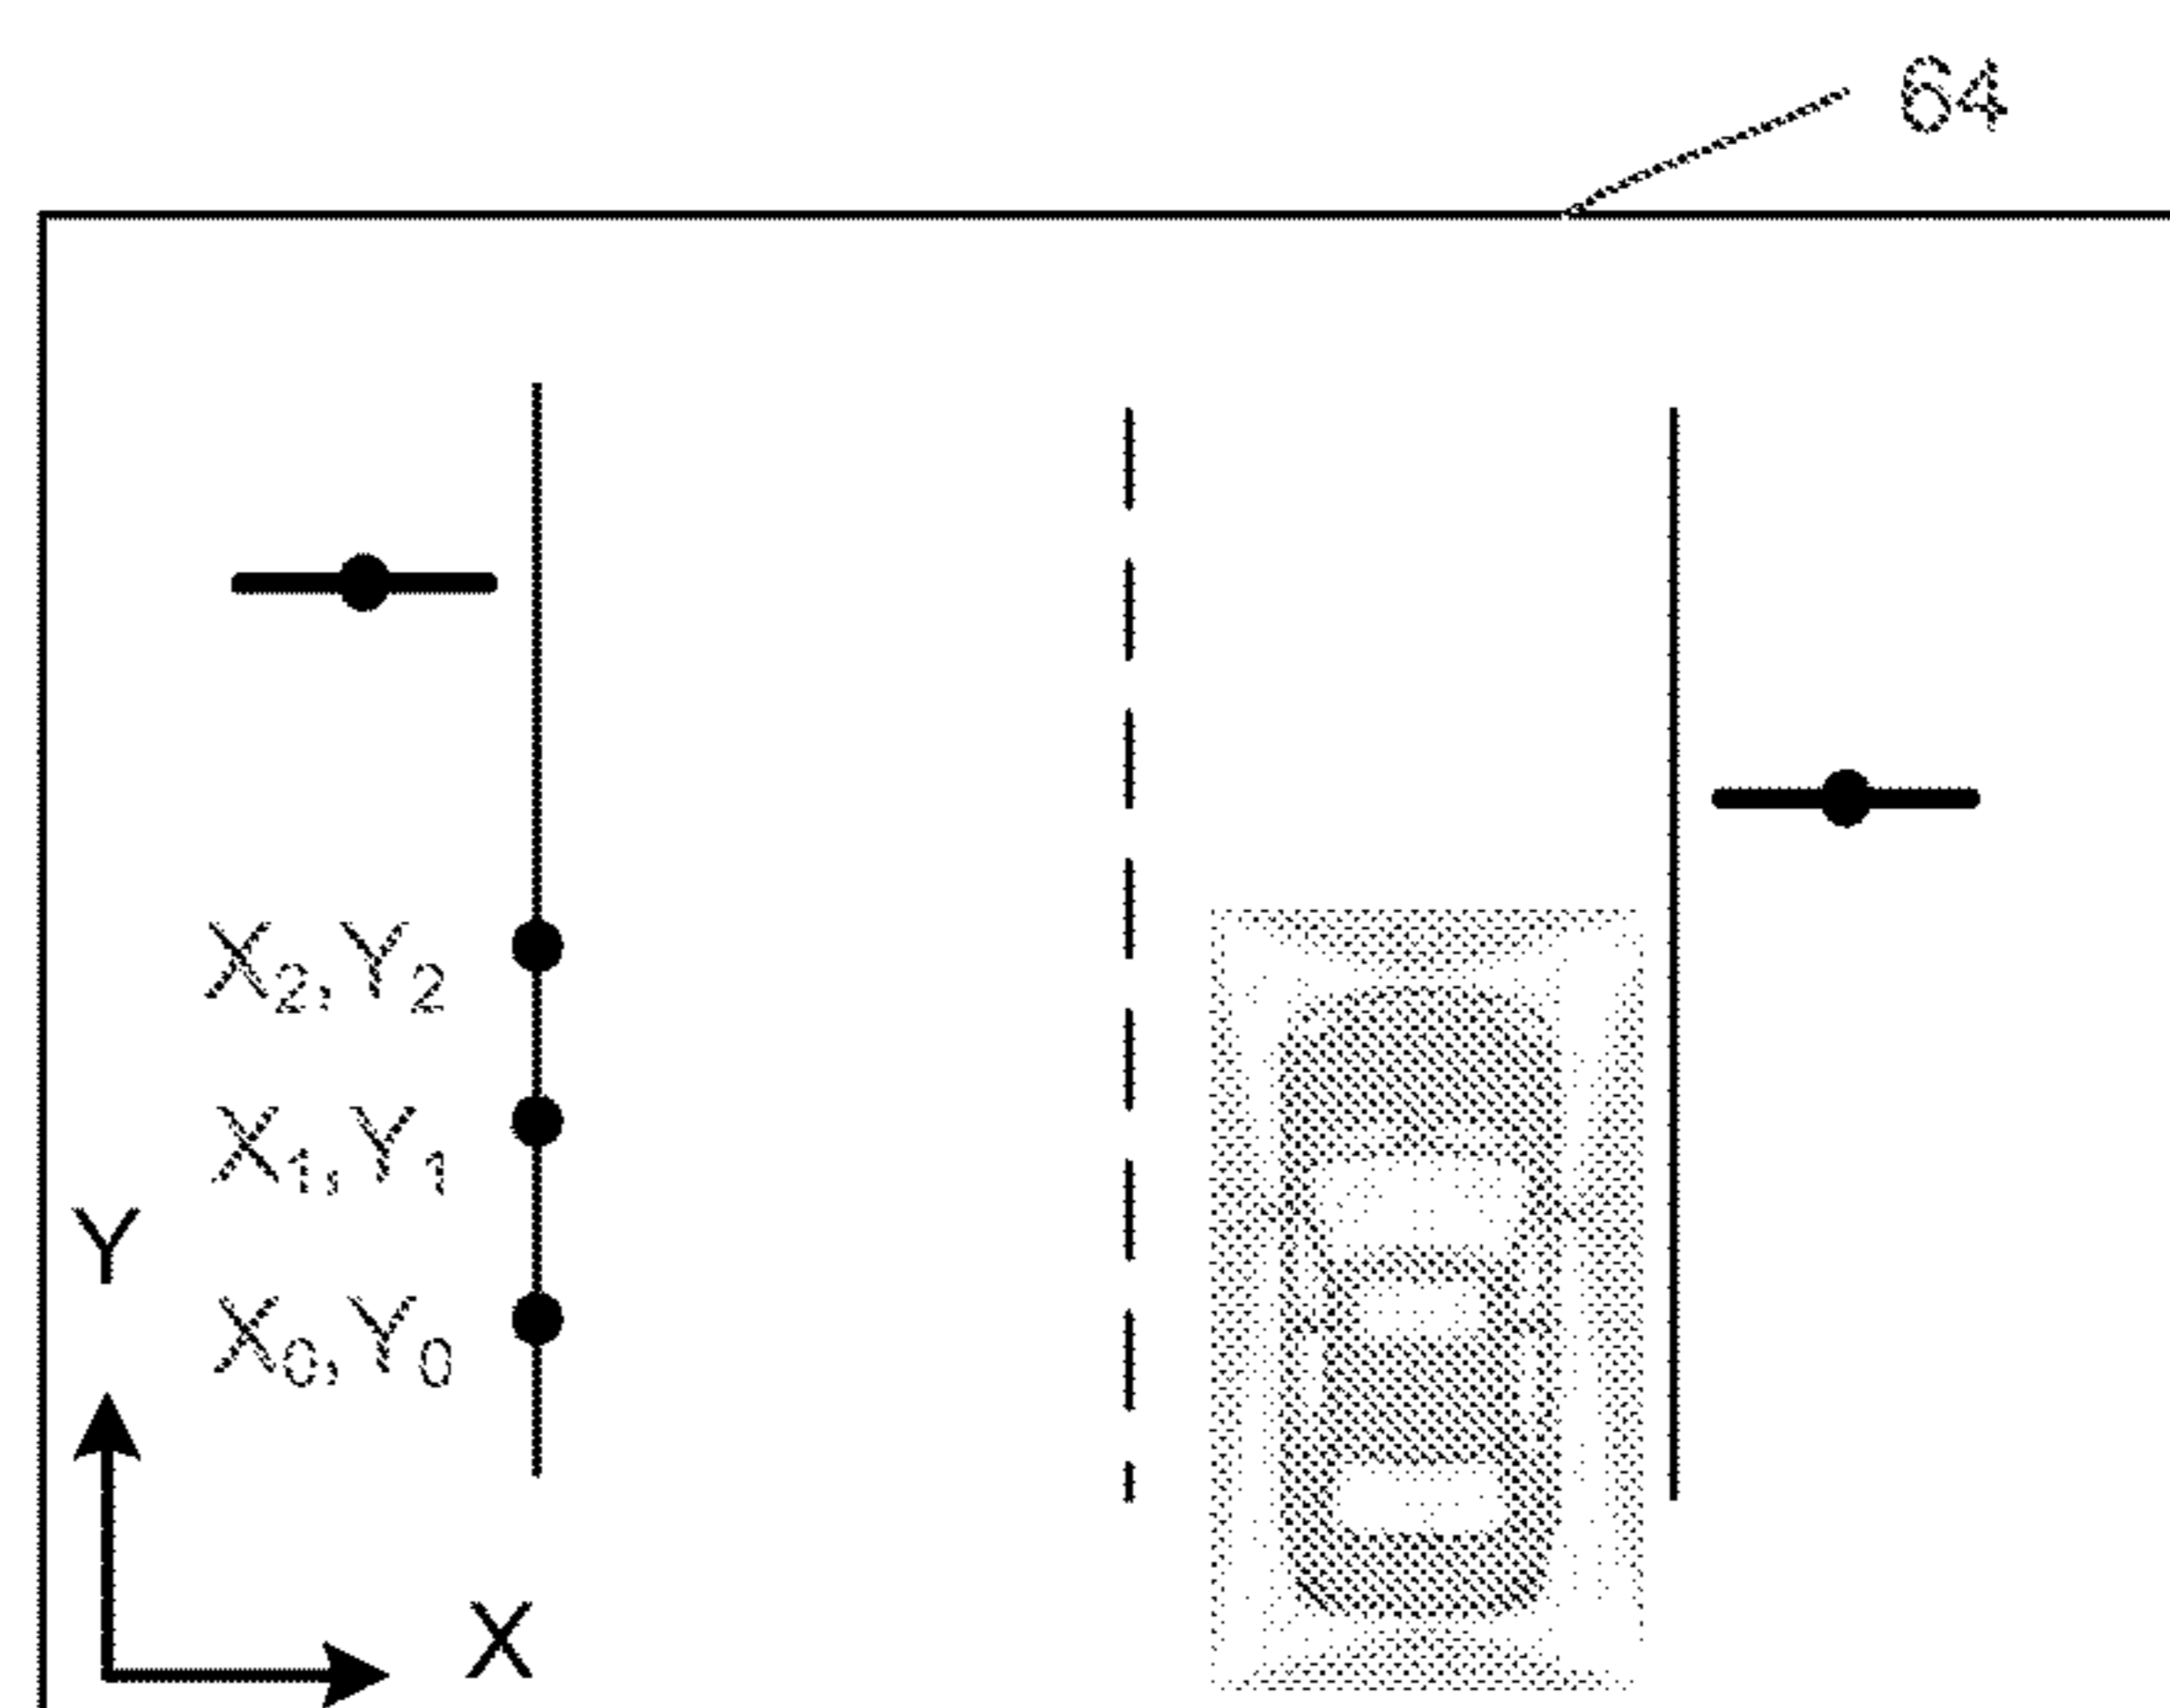 64
X₂,Y₂
X₁,Y₁
Y
X₀,Y₀
X